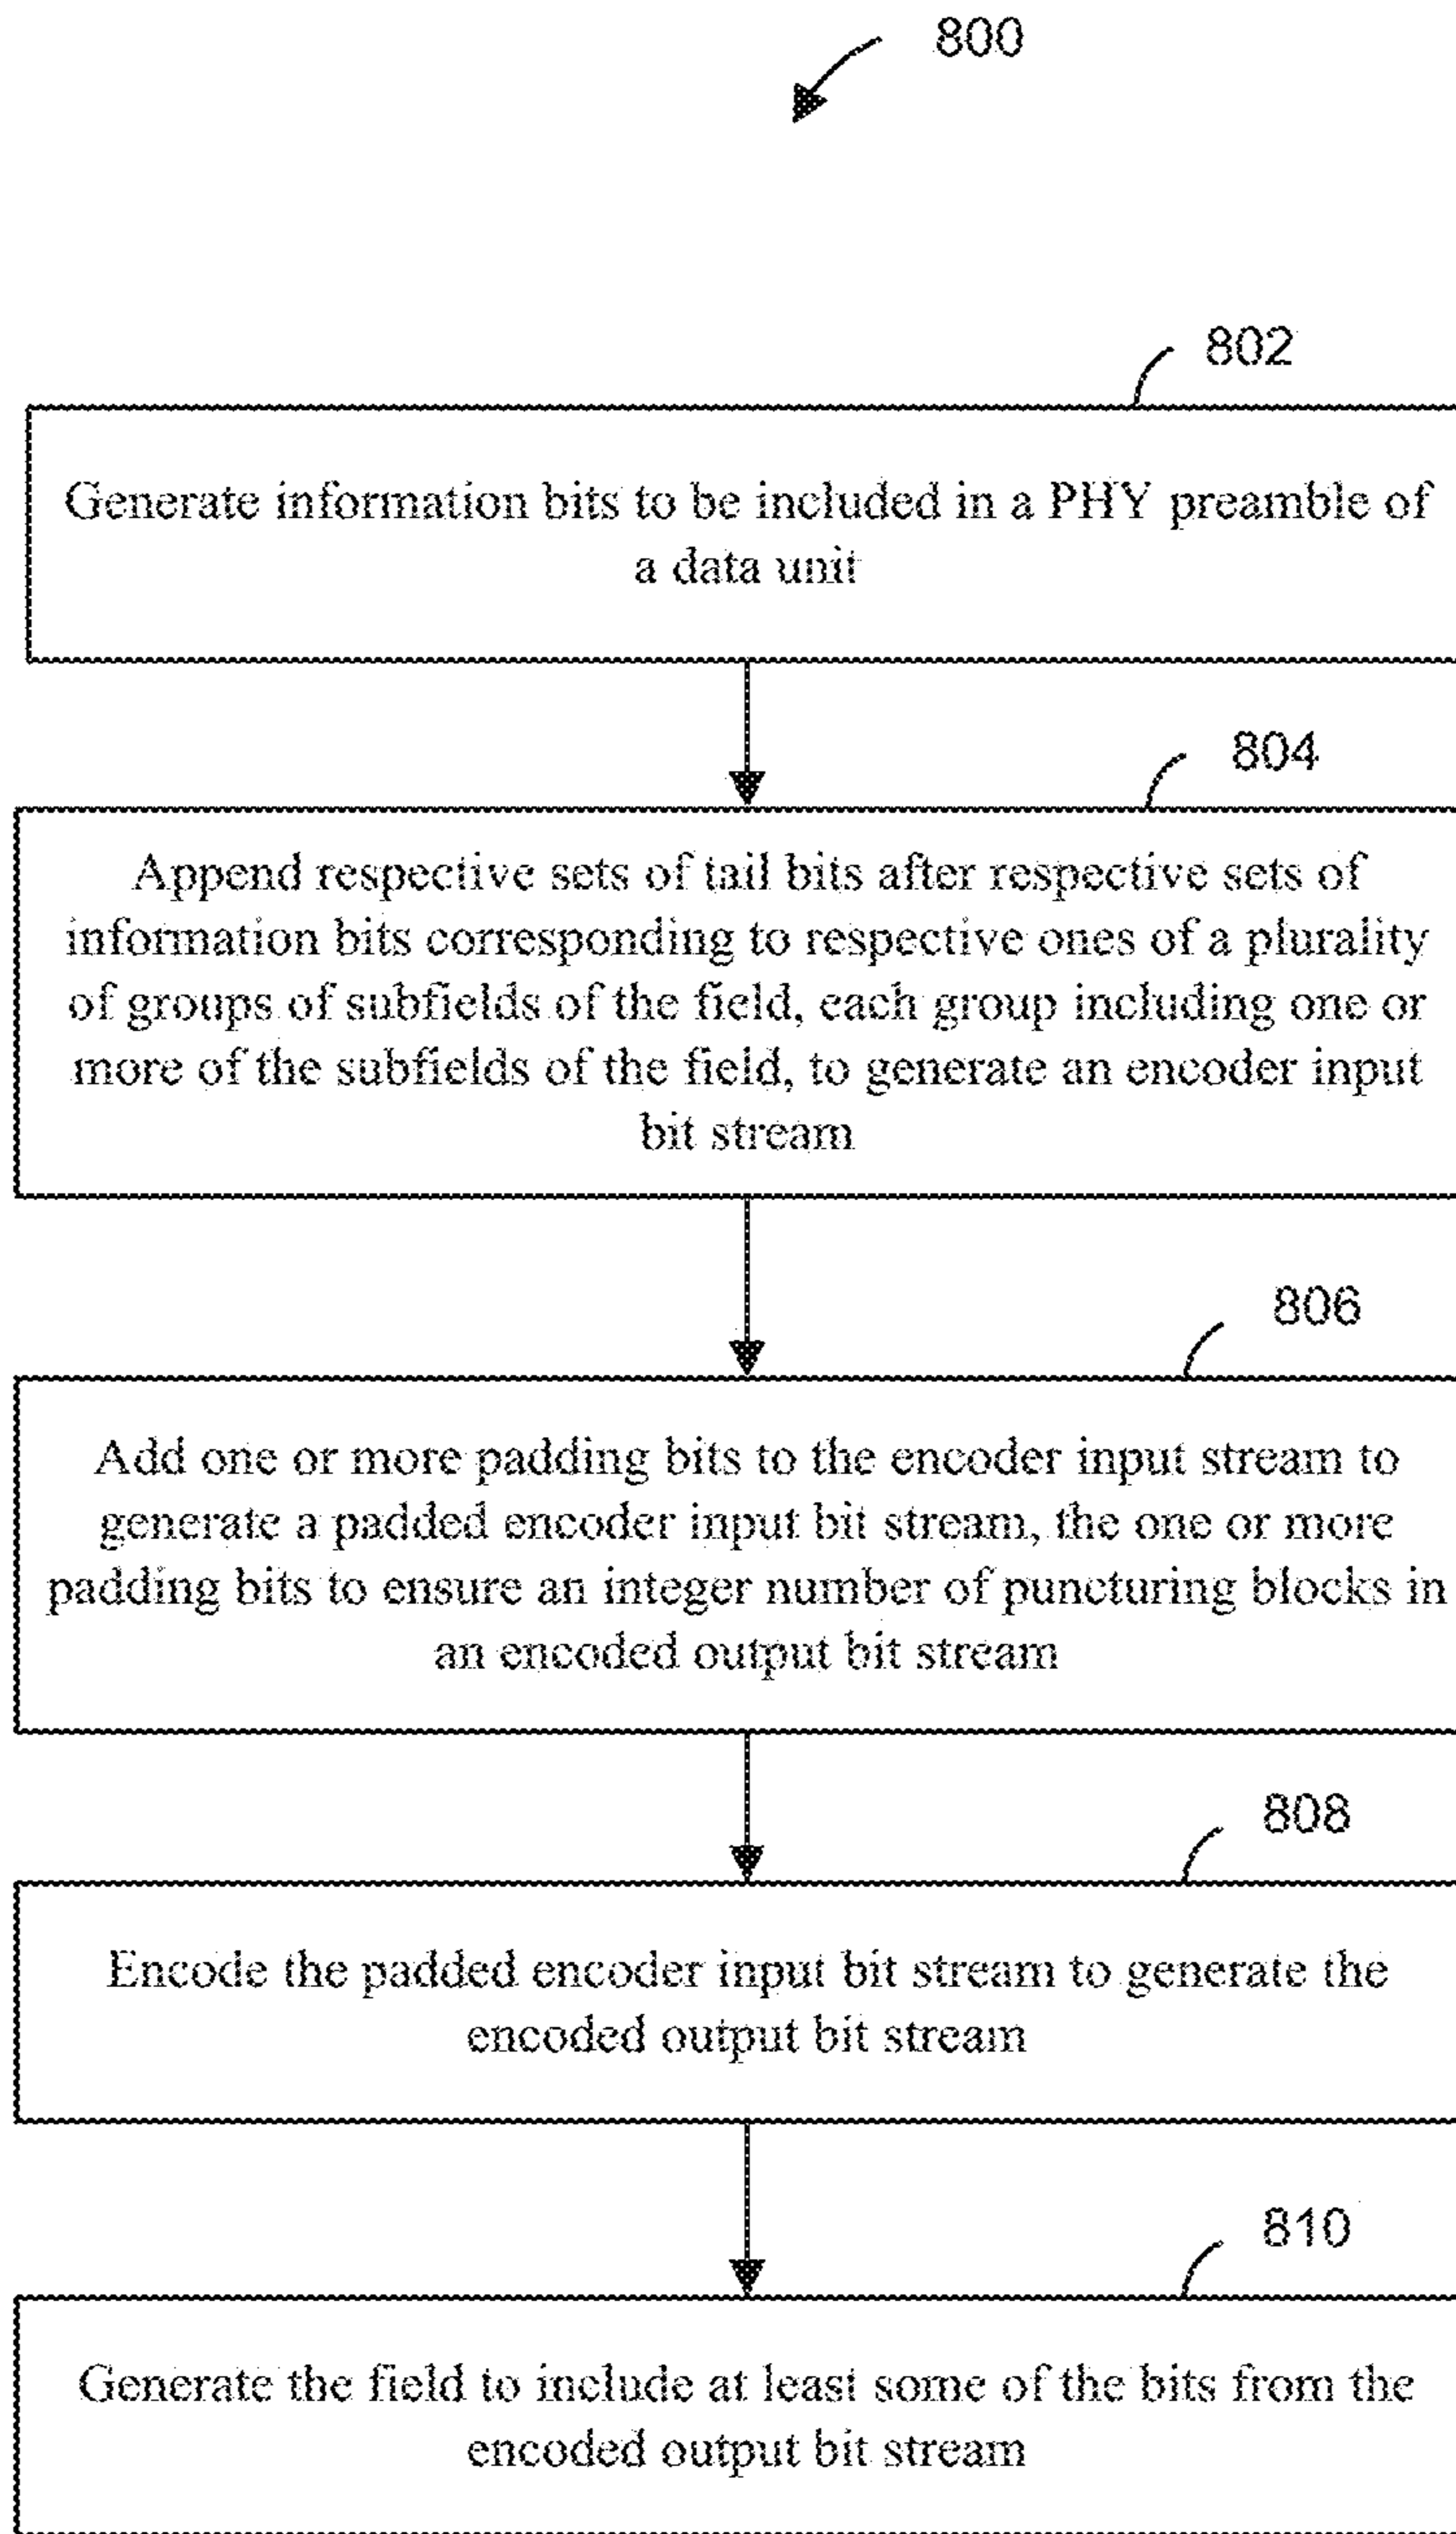 800
802
Generate information bits to be included in a PHY preamble of
a data unit
804
Append respective sets of tail bits after respective sets of
information bits corresponding to respective ones of a plurality
of groups of subfields of the field, each group including one or
more of the subfields of the field, to generate an encoder input
bit stream
806
Add one or more padding bits to the encoder input stream to
generate a padded encoder input bit stream, the one or more
padding bits to ensure an integer number of puncturing blocks in
an encoded output bit stream
808
Encode the padded encoder input bit stream to generate the
encoded output bit stream
810
Generate the field to include at least some of the bits from the
encoded output bit stream